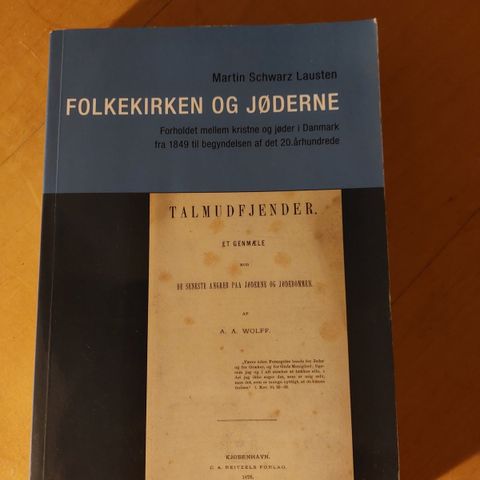 Martin Schwarz Lausten
FOLKEKIRKEN OG JØDERNE
Forholdet mellem kristne og jøder i Danmark
fra 1849 til begyndelsen af det 20. århundrede
TALMUDFJENDER.
ET GENMÆLE
MOD
DE SENESTE ANGREB PAA JØDERNE OG JØDEDOMMEN.
AF
A. A. WOLFF.
KJØBENHAVN.
C. A. REITZELS FORLAG.